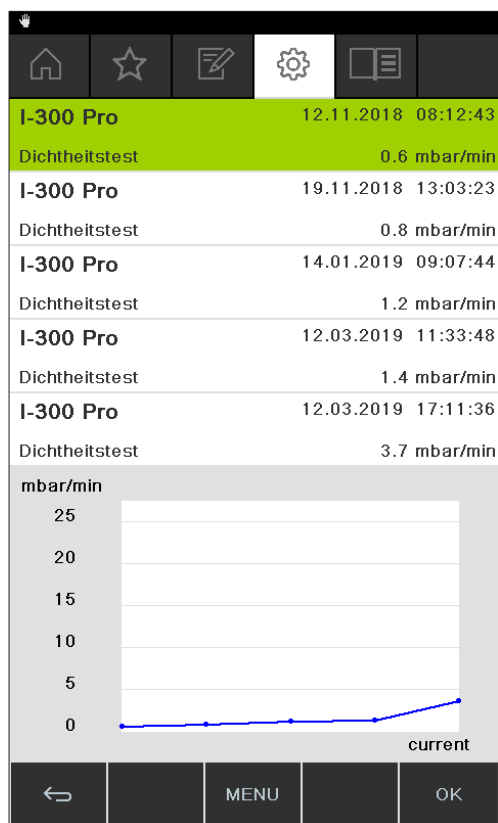 I-300 Pro 12.11.2018 08:12:43
Dichtheitstest 0.6 mbar/min
I-300 Pro 19.11.2018 13:03:23
Dichtheitstest 0.8 mbar/min
I-300 Pro 14.01.2019 09:07:44
Dichtheitstest 1.2 mbar/min
I-300 Pro 12.03.2019 11:33:48
Dichtheitstest 1.4 mbar/min
I-300 Pro 12.03.2019 17:11:36
Dichtheitstest 3.7 mbar/min
mbar/min
25
20
15
10
5
0
current
MENU OK